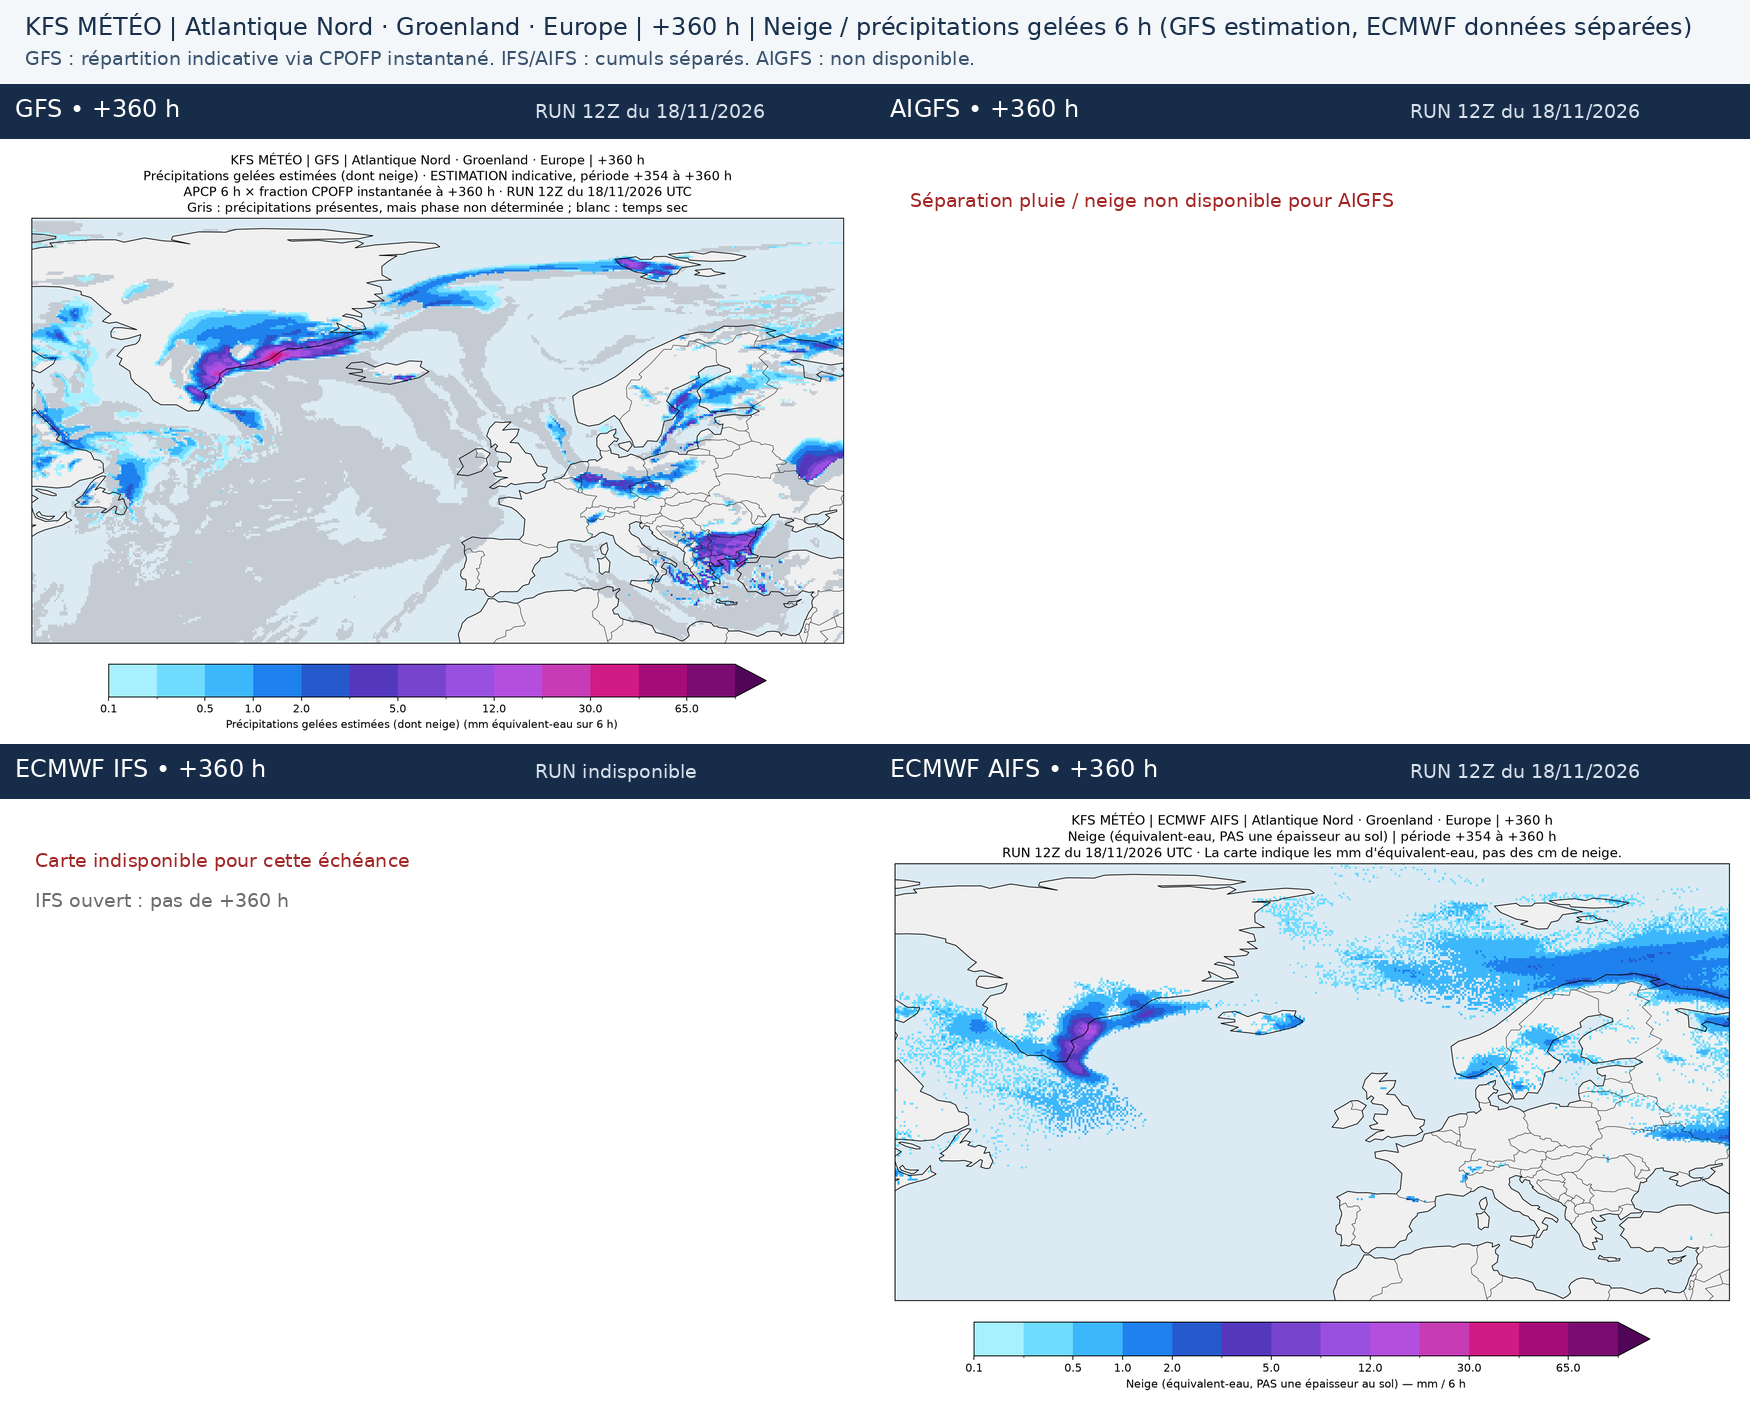 KFS MÉTÉO | Atlantique Nord · Groenland · Europe | +360 h | Neige / précipitations gelées 6 h (GFS estimation, ECMWF données séparées)
GFS : répartition indicative via CPOFP instantané. IFS/AIFS : cumuls séparés. AIGFS : non disponible.
GFS • +360 h
RUN 12Z du 18/11/2026
KFS MÉTÉO | GFS | Atlantique Nord · Groenland · Europe | +360 h
Précipitations gelées estimées (dont neige) · ESTIMATION indicative, période +354 à +360 h
APCP 6 h × fraction CPOFP instantanée à +360 h · RUN 12Z du 18/11/2026 UTC
Gris : précipitations présentes, mais phase non déterminée ; blanc : temps sec
0.1 0.5 1.0 2.0 5.0 12.0 30.0 65.0
Précipitations gelées estimées (dont neige) (mm équivalent-eau sur 6 h)
AIGFS • +360 h
RUN 12Z du 18/11/2026
Séparation pluie / neige non disponible pour AIGFS
ECMWF IFS • +360 h
RUN indisponible
Carte indisponible pour cette échéance
IFS ouvert : pas de +360 h
ECMWF AIFS • +360 h
RUN 12Z du 18/11/2026
KFS MÉTÉO | ECMWF AIFS | Atlantique Nord · Groenland · Europe | +360 h
Neige (équivalent-eau, PAS une épaisseur au sol) | période +354 à +360 h
RUN 12Z du 18/11/2026 UTC · La carte indique les mm d'équivalent-eau, pas des cm de neige.
0.1 0.5 1.0 2.0 5.0 12.0 30.0 65.0
Neige (équivalent-eau, PAS une épaisseur au sol) — mm / 6 h